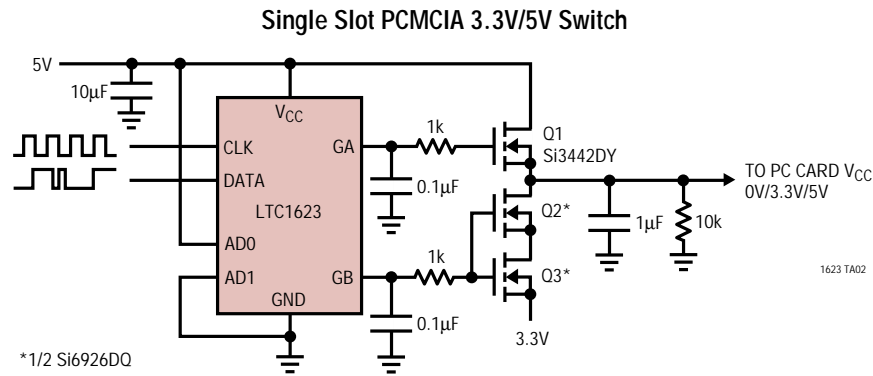 Single Slot PCMCIA 3.3V/5V Switch
5V
10µF
VCC
CLK
DATA
LTC1623
AD0
AD1
GND
GA
GB
1k
0.1µF
1k
0.1µF
Q1
Si3442DY
Q2*
Q3*
3.3V
1µF
10k
TO PC CARD VCC
0V/3.3V/5V
1623 TA02
*1/2 Si6926DQ